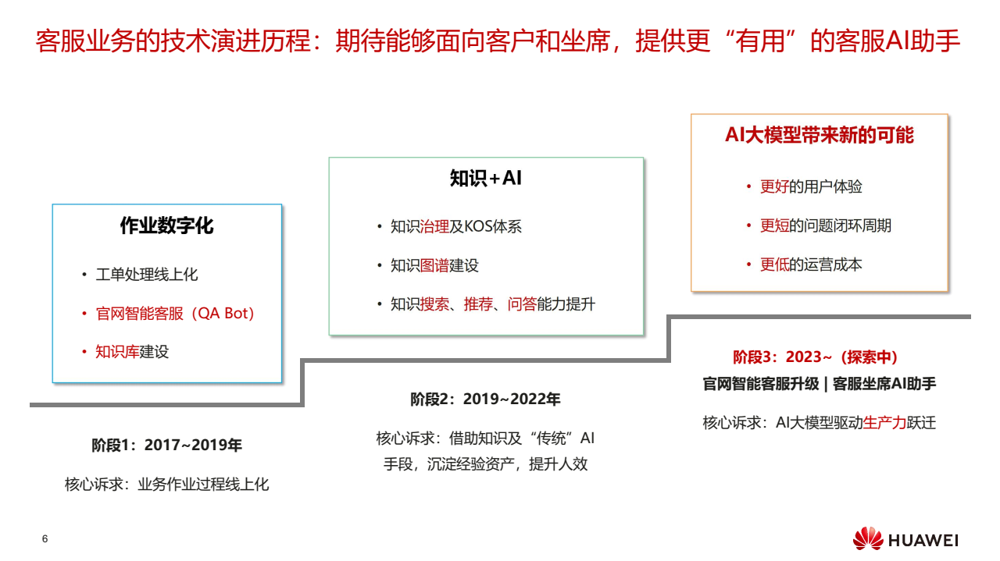 客服业务的技术演进历程：期待能够面向客户和坐席，提供更“有用”的客服AI助手
作业数字化
• 工单处理线上化
• 官网智能客服（QA Bot）
• 知识库建设
阶段1：2017~2019年
核心诉求：业务作业过程线上化
知识+AI
• 知识治理及KOS体系
• 知识图谱建设
• 知识搜索、推荐、问答能力提升
阶段2：2019~2022年
核心诉求：借助知识及“传统”AI
手段，沉淀经验资产，提升人效
AI大模型带来新的可能
• 更好的用户体验
• 更短的问题闭环周期
• 更低的运营成本
阶段3：2023~（探索中）
官网智能客服升级 | 客服坐席AI助手
核心诉求：AI大模型驱动生产力跃迁
6
HUAWEI